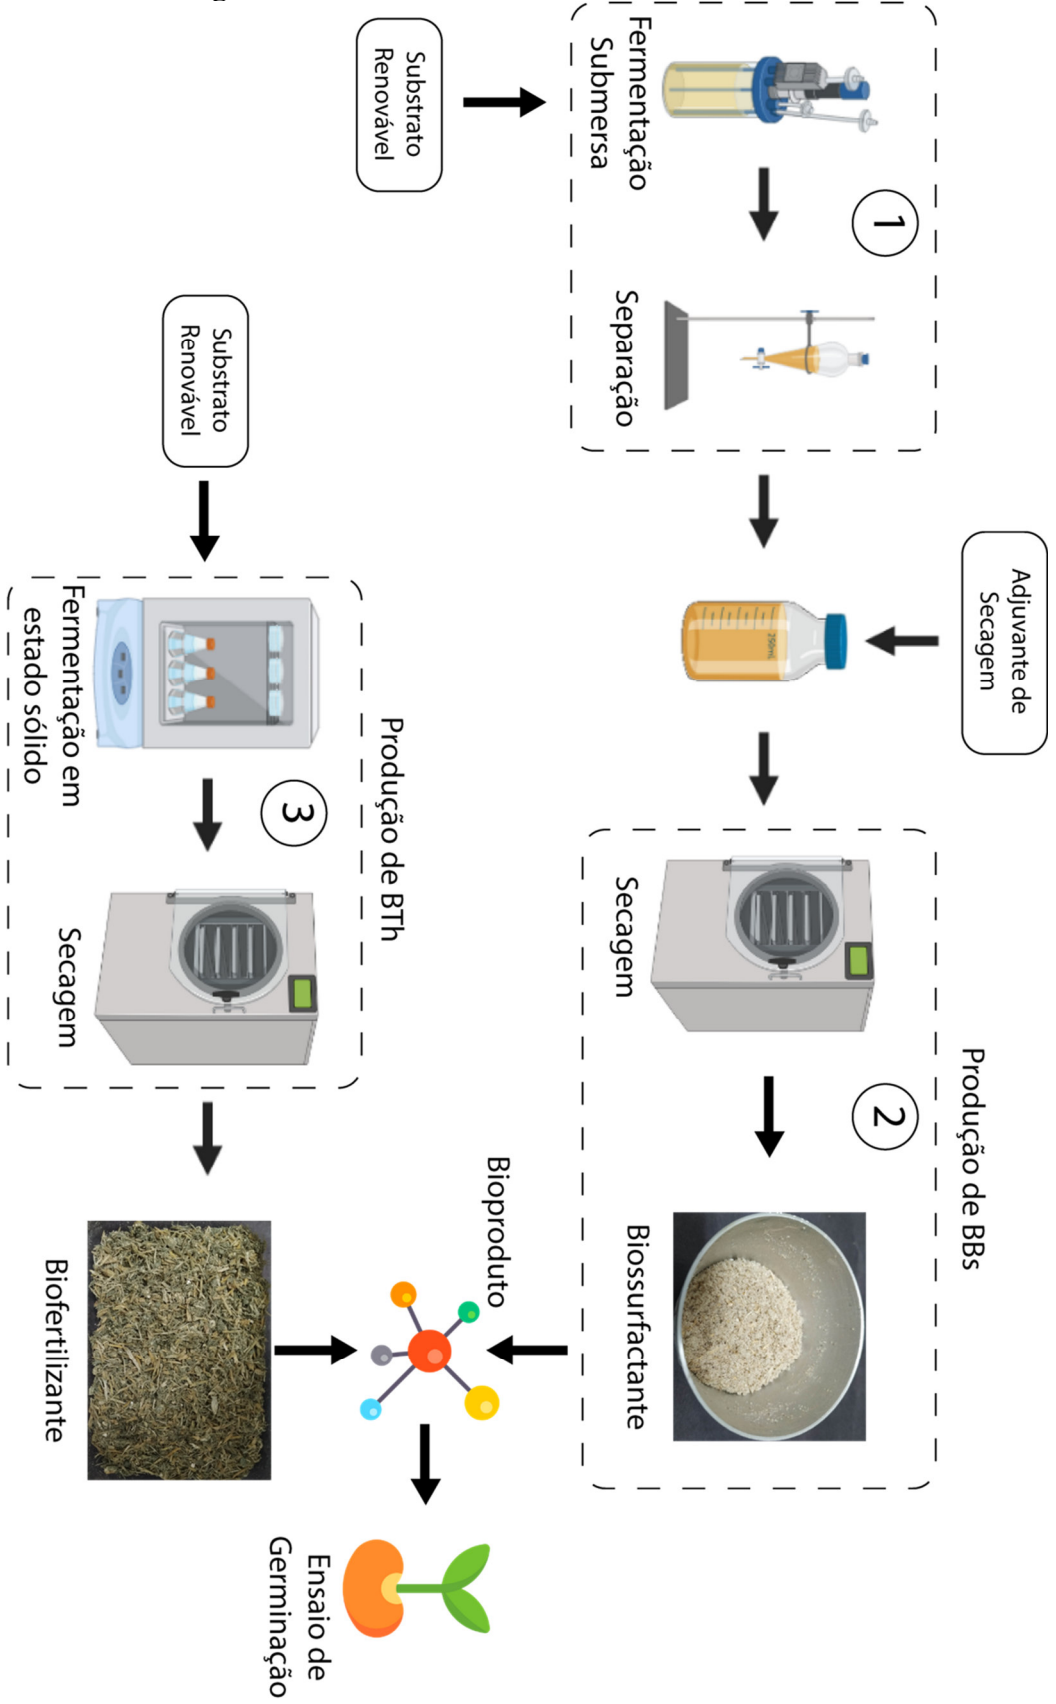 Substrato
Renovável
Fermentação
Submersa
1
Separação
Adjuvante de
Secagem
250mL
Produção de BBs
Secagem
2
Biossurfactante
Substrato
Renovável
Produção de BTh
Fermentação em
estado sólido
3
Secagem
Biofertilizante
Bioproduto
Ensaio de
Germinação